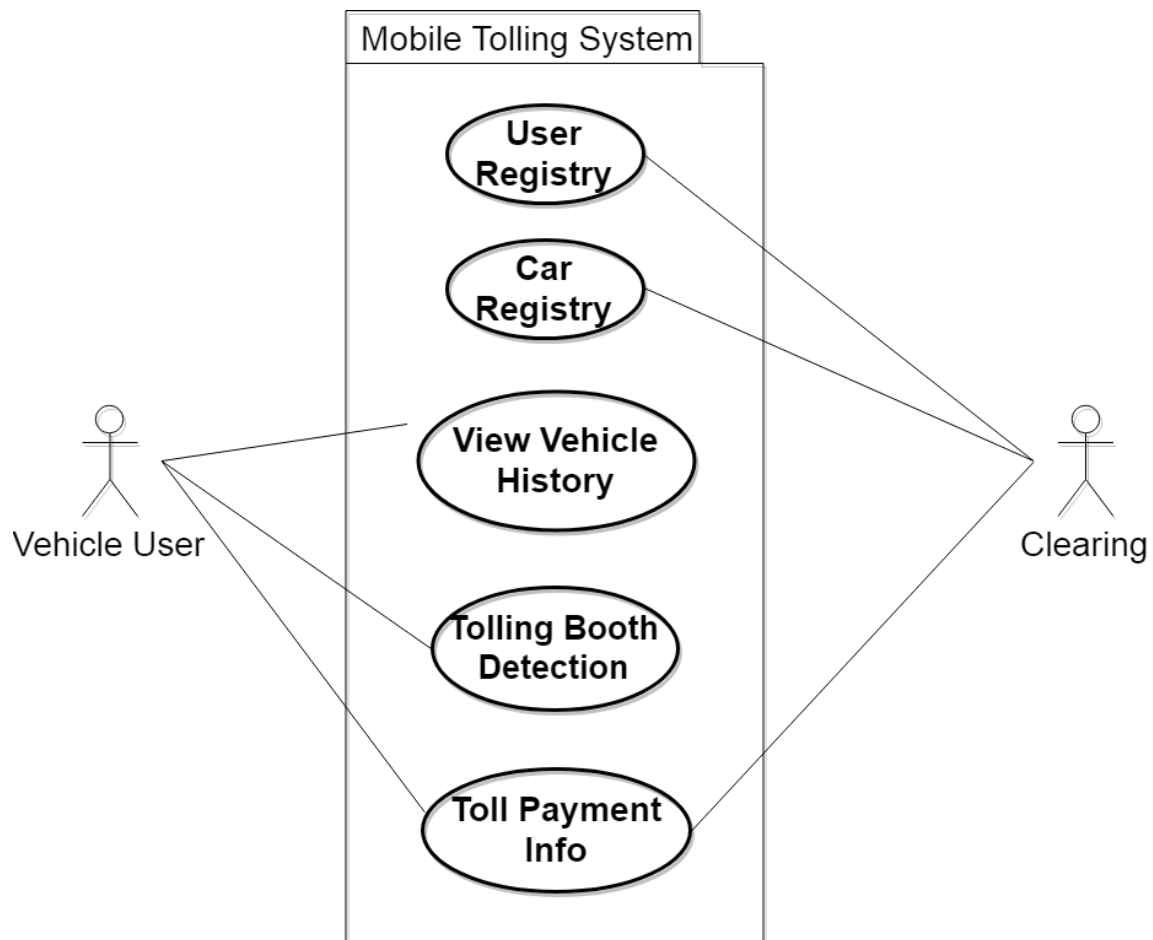 Mobile Tolling System
User
Registry
Car
Registry
View Vehicle
History
Vehicle User
Clearing
Tolling Booth
Detection
Toll Payment
Info